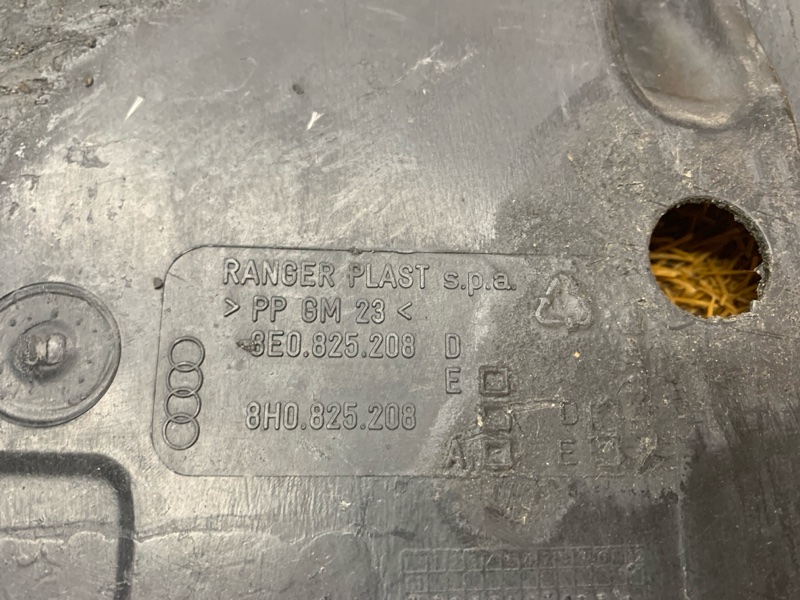 RANGER PLAST s.p.a.
> PP GM 23 <
8E0.825.208 D
E
8H0.825.208 D
A E